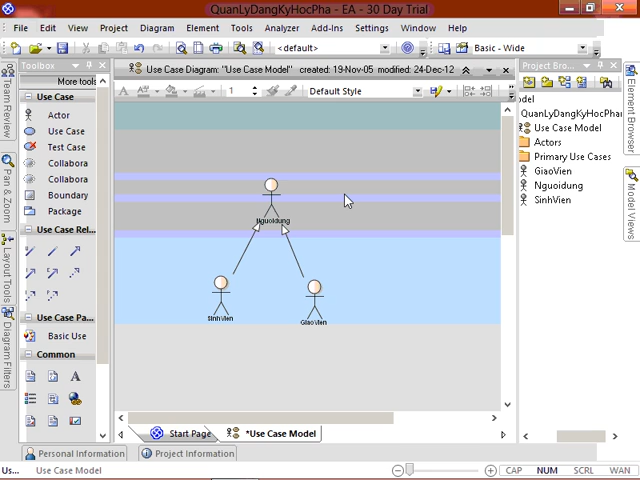 QuanLyDangKyHocPha - EA - 30 Day Trial
File Edit View Project Diagram Element Tools Analyzer Add-Ins Settings Window Help
<default> Basic - Wide
Toolbox
More tools
Use Case
Actor
Use Case
Test Case
Collabora
Collabora
Boundary
Package
Use Case Rel...
Use Case Pa...
Basic Use
Common
Use Case Diagram: "Use Case Model" created: 19-Nov-05 modified: 24-Dec-12
1 Default Style
Nguoidung
SinhVien
GiaoVien
Project Brow...
odel
QuanLyDangKyHocPha
Use Case Model
Actors
Primary Use Cases
GiaoVien
Nguoidung
SinhVien
Team Review
Pan & Zoom
Layout Tools
Diagram Filters
Element Browser
Model Views
Start Page *Use Case Model
Personal Information Project Information
Us... Use Case Model CAP NUM SCRL WAN